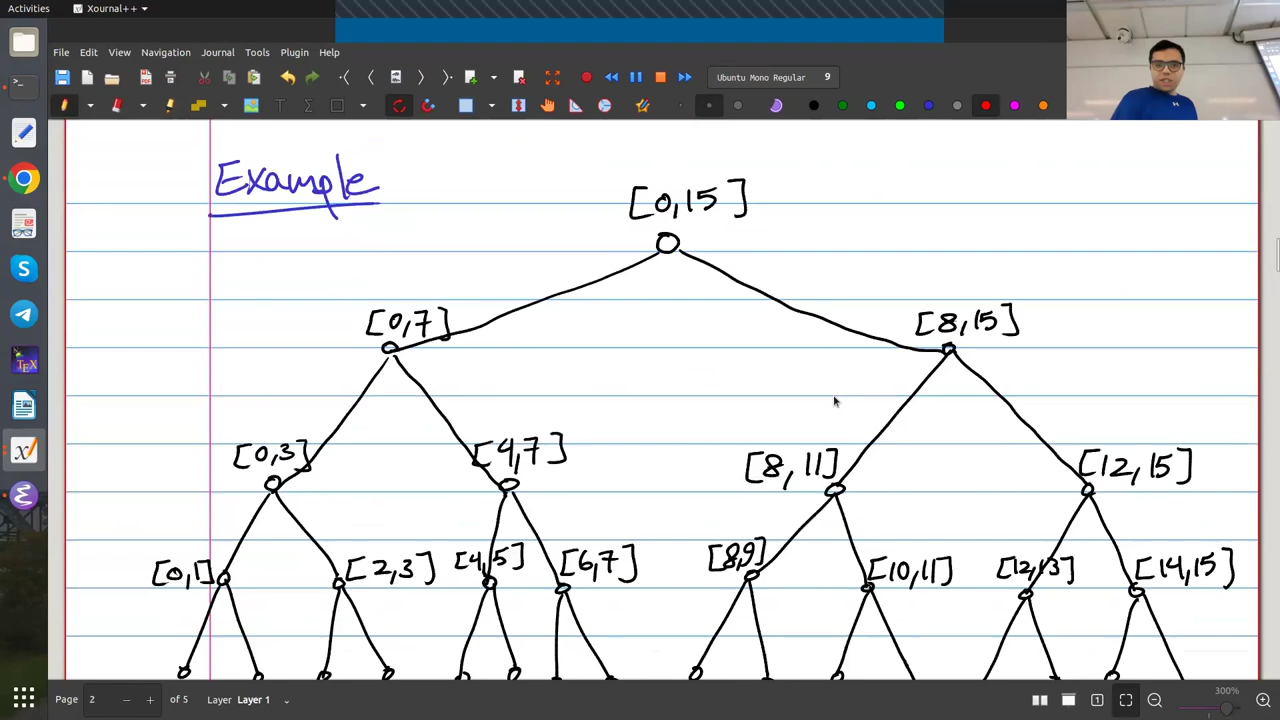 Activities
Xournal++
File Edit View Navigation Journal Tools Plugin Help
Ubuntu Mono Regular 9
Example
[0,15]
[0,7] [8,15]
[0,3] [4,7] [8,11] [12,15]
[0,1] [2,3] [4,5] [6,7] [8,9] [10,11] [12,13] [14,15]
Page 2 of 5 Layer Layer 1 300%